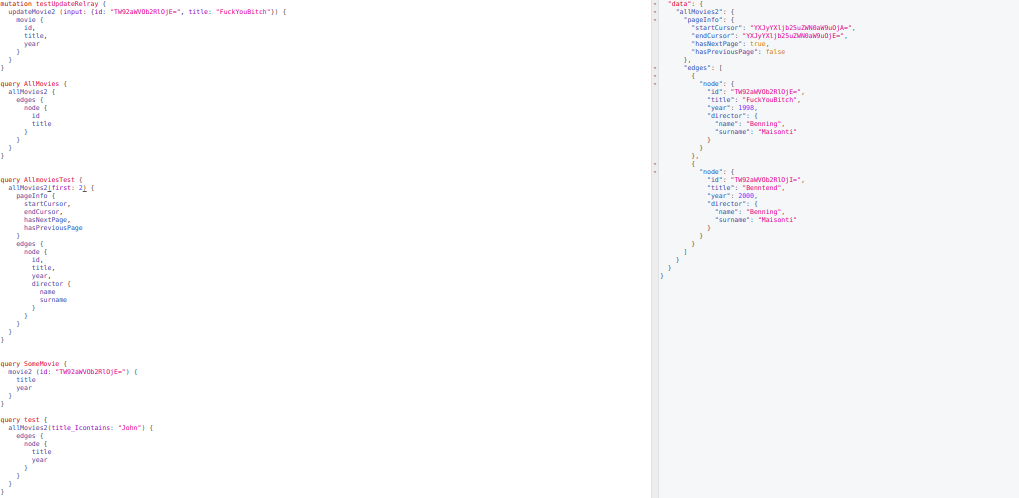 mutation testUpdateRelray {
updateMovie2 (input: {id: "TW92aWVOb2RlOjE=", title: "FuckYouBitch"}) {
movie {
id,
title,
year
}
}
}
query AllMovies {
allMovies2 {
edges {
node {
id
title
}
}
}
}
query AllmoviesTest {
allMovies2(first: 2) {
pageInfo {
startCursor,
endCursor,
hasNextPage,
hasPreviousPage
}
edges {
node {
id,
title,
year,
director {
name
surname
}
}
}
}
}
query SomeMovie {
movie2 (id: "TW92aWVOb2RlOjE=") {
title
year
}
}
query test {
allMovies2(title_Icontains: "John") {
edges {
node {
title
year
}
}
}
}
"data": {
"allMovies2": {
"pageInfo": {
"startCursor": "YXJyYXljb25uZWN0aW9uOjA=",
"endCursor": "YXJyYXljb25uZWN0aW9uOjE=",
"hasNextPage": true,
"hasPreviousPage": false
},
"edges": [
{
"node": {
"id": "TW92aWVOb2RlOjE=",
"title": "FuckYouBitch",
"year": 1998,
"director": {
"name": "Benning",
"surname": "Maisonti"
}
}
},
{
"node": {
"id": "TW92aWVOb2RlOjI=",
"title": "Benntend",
"year": 2000,
"director": {
"name": "Benning",
"surname": "Maisonti"
}
}
}
]
}
}
}